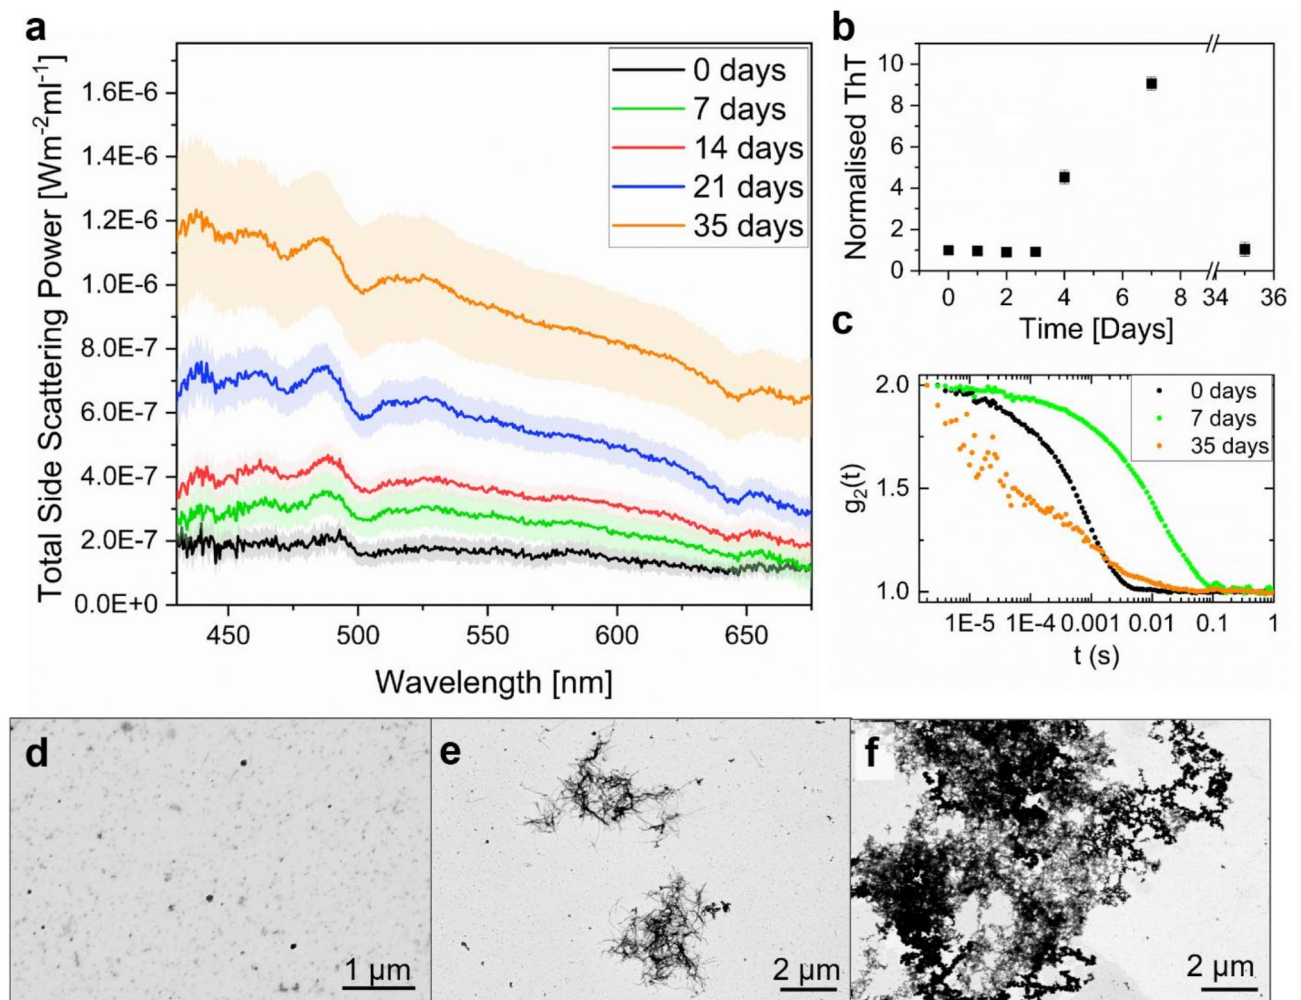 a
Total Side Scattering Power [Wm⁻²ml⁻¹]
1.6E-6
1.4E-6
1.2E-6
1.0E-6
8.0E-7
6.0E-7
4.0E-7
2.0E-7
0.0E+0
450 500 550 600 650
Wavelength [nm]
0 days
7 days
14 days
21 days
35 days
b
Normalised ThT
10
8
6
4
2
0
0 2 4 6 8 34 36
Time [Days]
c
g₂(t)
2.0
1.5
1.0
0 days
7 days
35 days
1E-5 1E-4 0.001 0.01 0.1 1
t (s)
d
1 µm
e
2 µm
f
2 µm